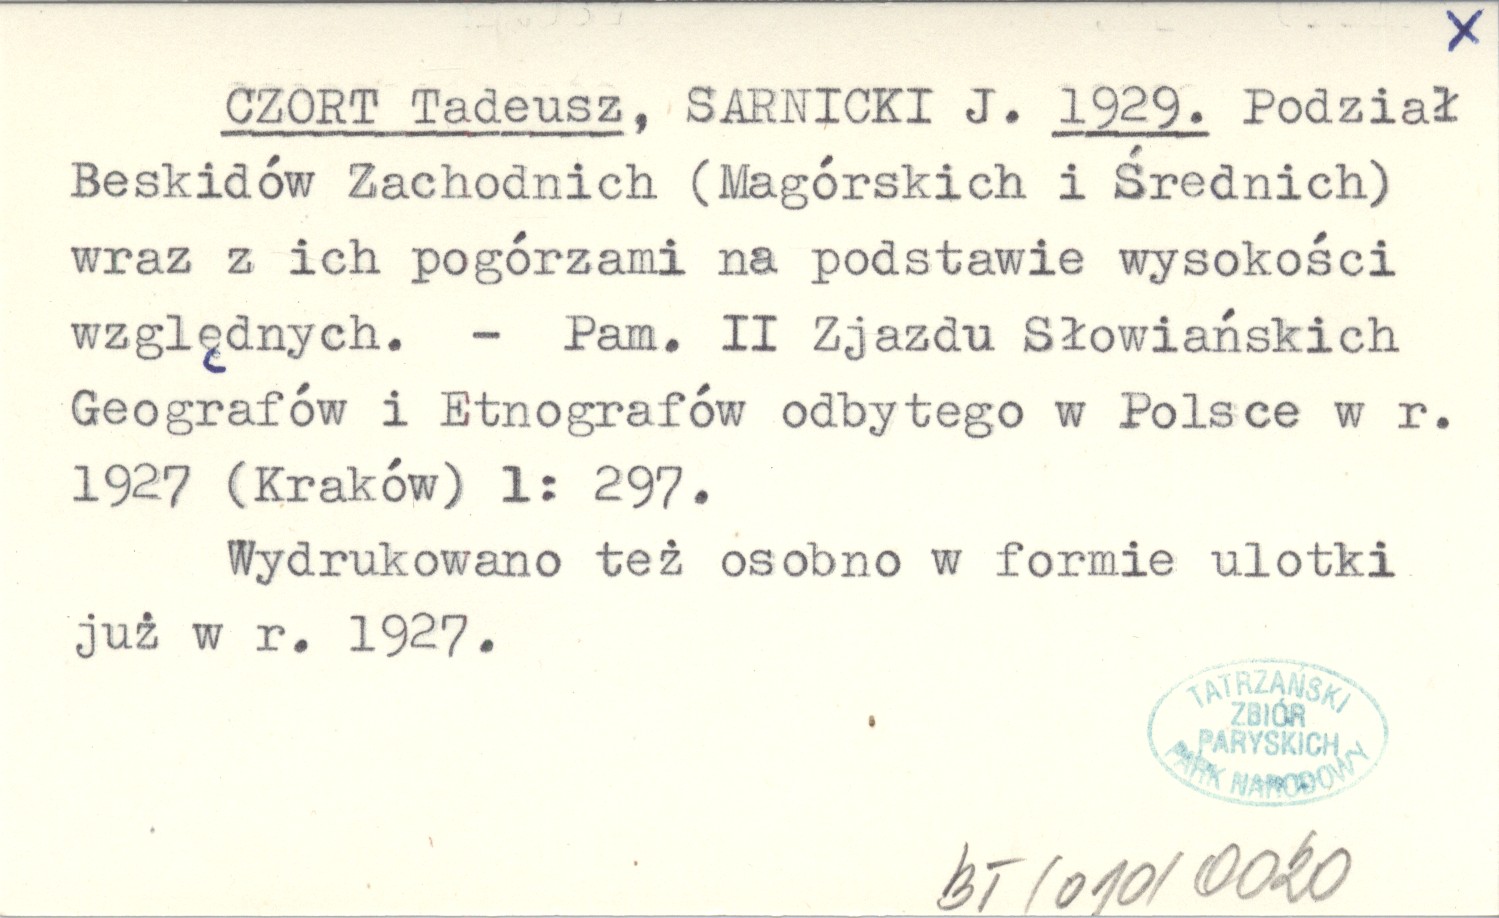 X
CZORT Tadeusz, SARNICKI J. 1929. Podział
Beskidów Zachodnich (Magórskich i Średnich)
wraz z ich pogórzami na podstawie wysokości
względnych. - Pam. II Zjazdu Słowiańskich
Geografów i Etnografów odbytego w Polsce w r.
1927 (Kraków) 1: 297.
Wydrukowano też osobno w formie ulotki
już w r. 1927.
TATRZAŃSKI
ZBIÓR
PARYSKICH
PARK NARODOWY
BT/010/0020